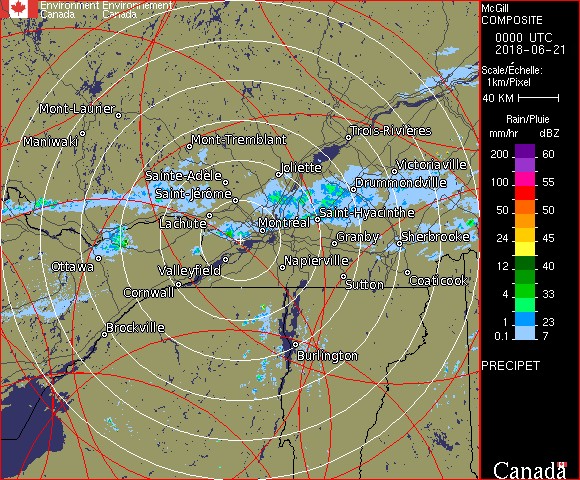 Environment Environnement
Canada Canada
McGill
COMPOSITE
0000 UTC
2018-06-21
Scale/Échelle:
1km/Pixel
40 KM
Rain/Pluie
mm/hr dBZ
200 60
100 55
50 50
24 45
12 40
4 33
1 23
0.1 7
PRECIPET
Canada
Mont-Laurier
Maniwaki
Mont-Tremblant
Trois-Rivières
Sainte-Adèle
Joliette
Victoriaville
Saint-Jérôme
Drummondville
Lachute
Montréal
Saint-Hyacinthe
Granby
Sherbrooke
Ottawa
Valleyfield
Napierville
Cornwall
Sutton
Coaticook
Brockville
Burlington